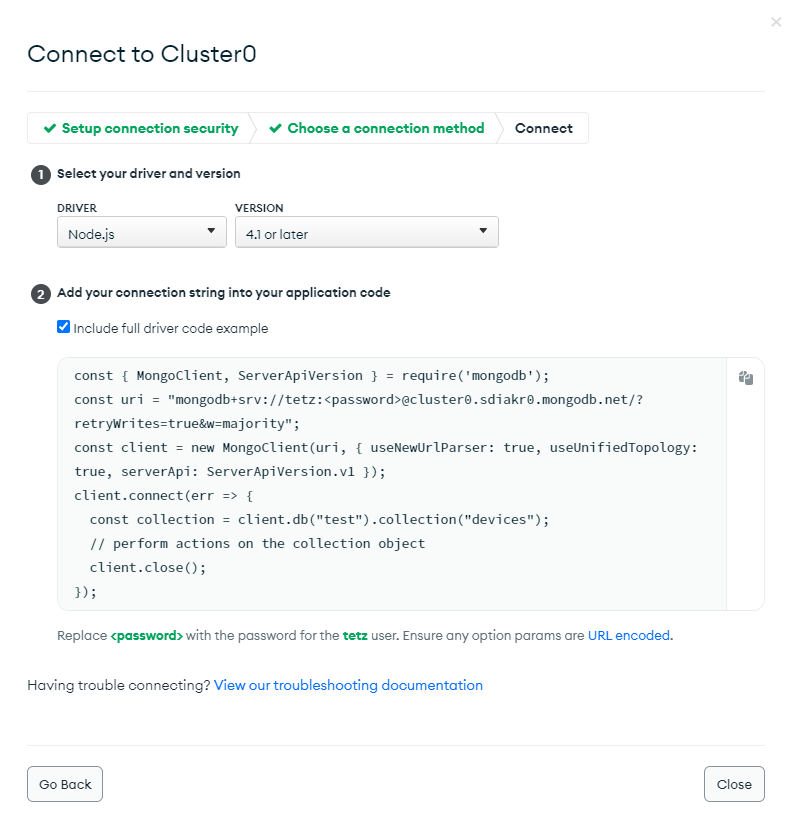 Connect to Cluster0
Setup connection security
Choose a connection method
Connect
1 Select your driver and version
DRIVER VERSION
Node.js 4.1 or later
2 Add your connection string into your application code
Include full driver code example
const { MongoClient, ServerApiVersion } = require('mongodb');
const uri = "mongodb+srv://tetz:<password>@cluster0.sdiakr0.mongodb.net/?
retryWrites=true&w=majority";
const client = new MongoClient(uri, { useNewUrlParser: true, useUnifiedTopology:
true, serverApi: ServerApiVersion.v1 });
client.connect(err => {
  const collection = client.db("test").collection("devices");
  // perform actions on the collection object
  client.close();
});
Replace <password> with the password for the tetz user. Ensure any option params are URL encoded.
Having trouble connecting? View our troubleshooting documentation
Go Back Close